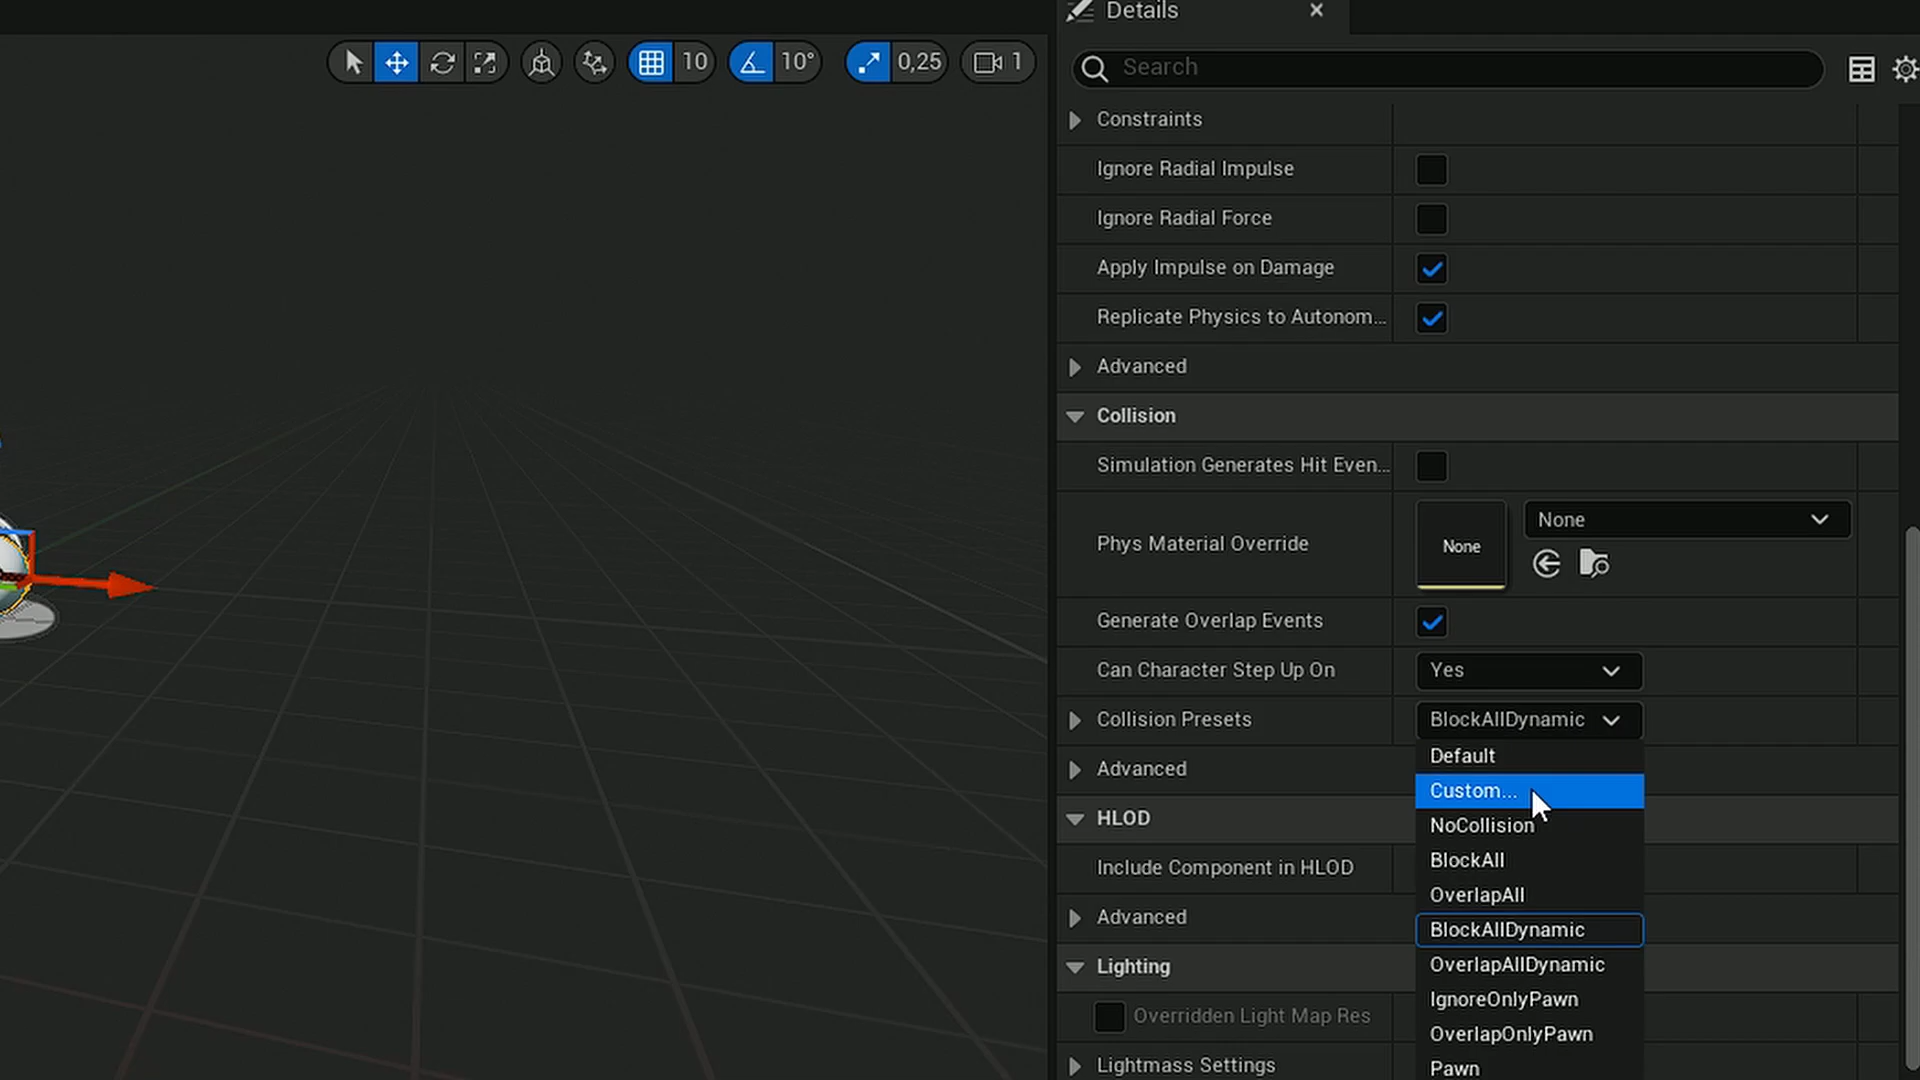 Details
10
10°
0,25
1
Search
Constraints
Ignore Radial Impulse
Ignore Radial Force
Apply Impulse on Damage
Replicate Physics to Autonom...
Advanced
Collision
Simulation Generates Hit Even...
Phys Material Override
None
None
Generate Overlap Events
Can Character Step Up On
Yes
Collision Presets
BlockAllDynamic
Default
Advanced
Custom...
HLOD
NoCollision
Include Component in HLOD
BlockAll
OverlapAll
Advanced
BlockAllDynamic
Lighting
OverlapAllDynamic
Overridden Light Map Res
IgnoreOnlyPawn
OverlapOnlyPawn
Lightmass Settings
Pawn